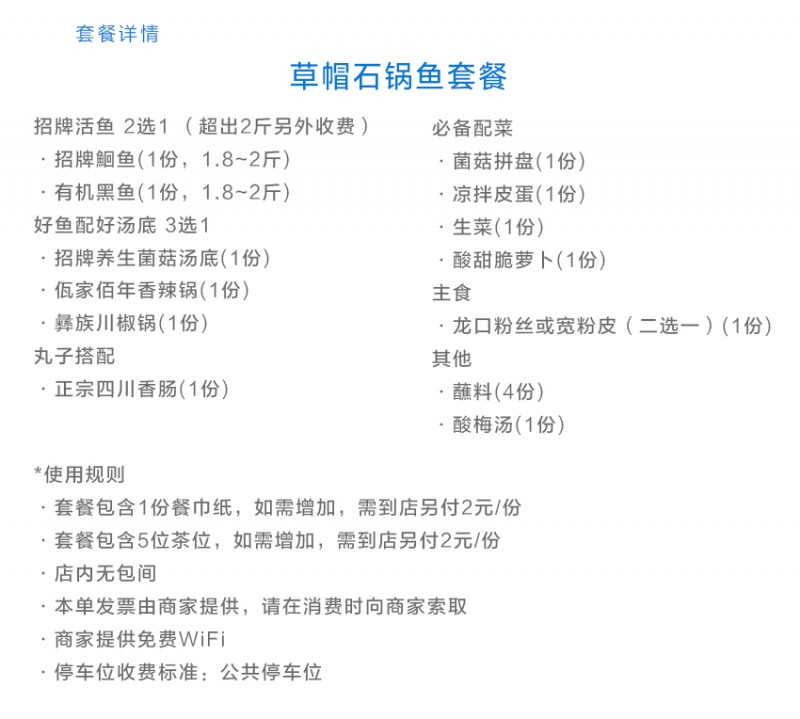 套餐详情
草帽石锅鱼套餐
招牌活鱼 2选1 （超出2斤另外收费）
· 招牌鮰鱼(1份，1.8~2斤)
· 有机黑鱼(1份，1.8~2斤)
好鱼配好汤底 3选1
· 招牌养生菌菇汤底(1份)
· 佤家佰年香辣锅(1份)
· 彝族川椒锅(1份)
丸子搭配
· 正宗四川香肠(1份)
必备配菜
· 菌菇拼盘(1份)
· 凉拌皮蛋(1份)
· 生菜(1份)
· 酸甜脆萝卜(1份)
主食
· 龙口粉丝或宽粉皮（二选一）(1份)
其他
· 蘸料(4份)
· 酸梅汤(1份)
*使用规则
· 套餐包含1份餐巾纸，如需增加，需到店另付2元/份
· 套餐包含5位茶位，如需增加，需到店另付2元/份
· 店内无包间
· 本单发票由商家提供，请在消费时向商家索取
· 商家提供免费WiFi
· 停车位收费标准：公共停车位